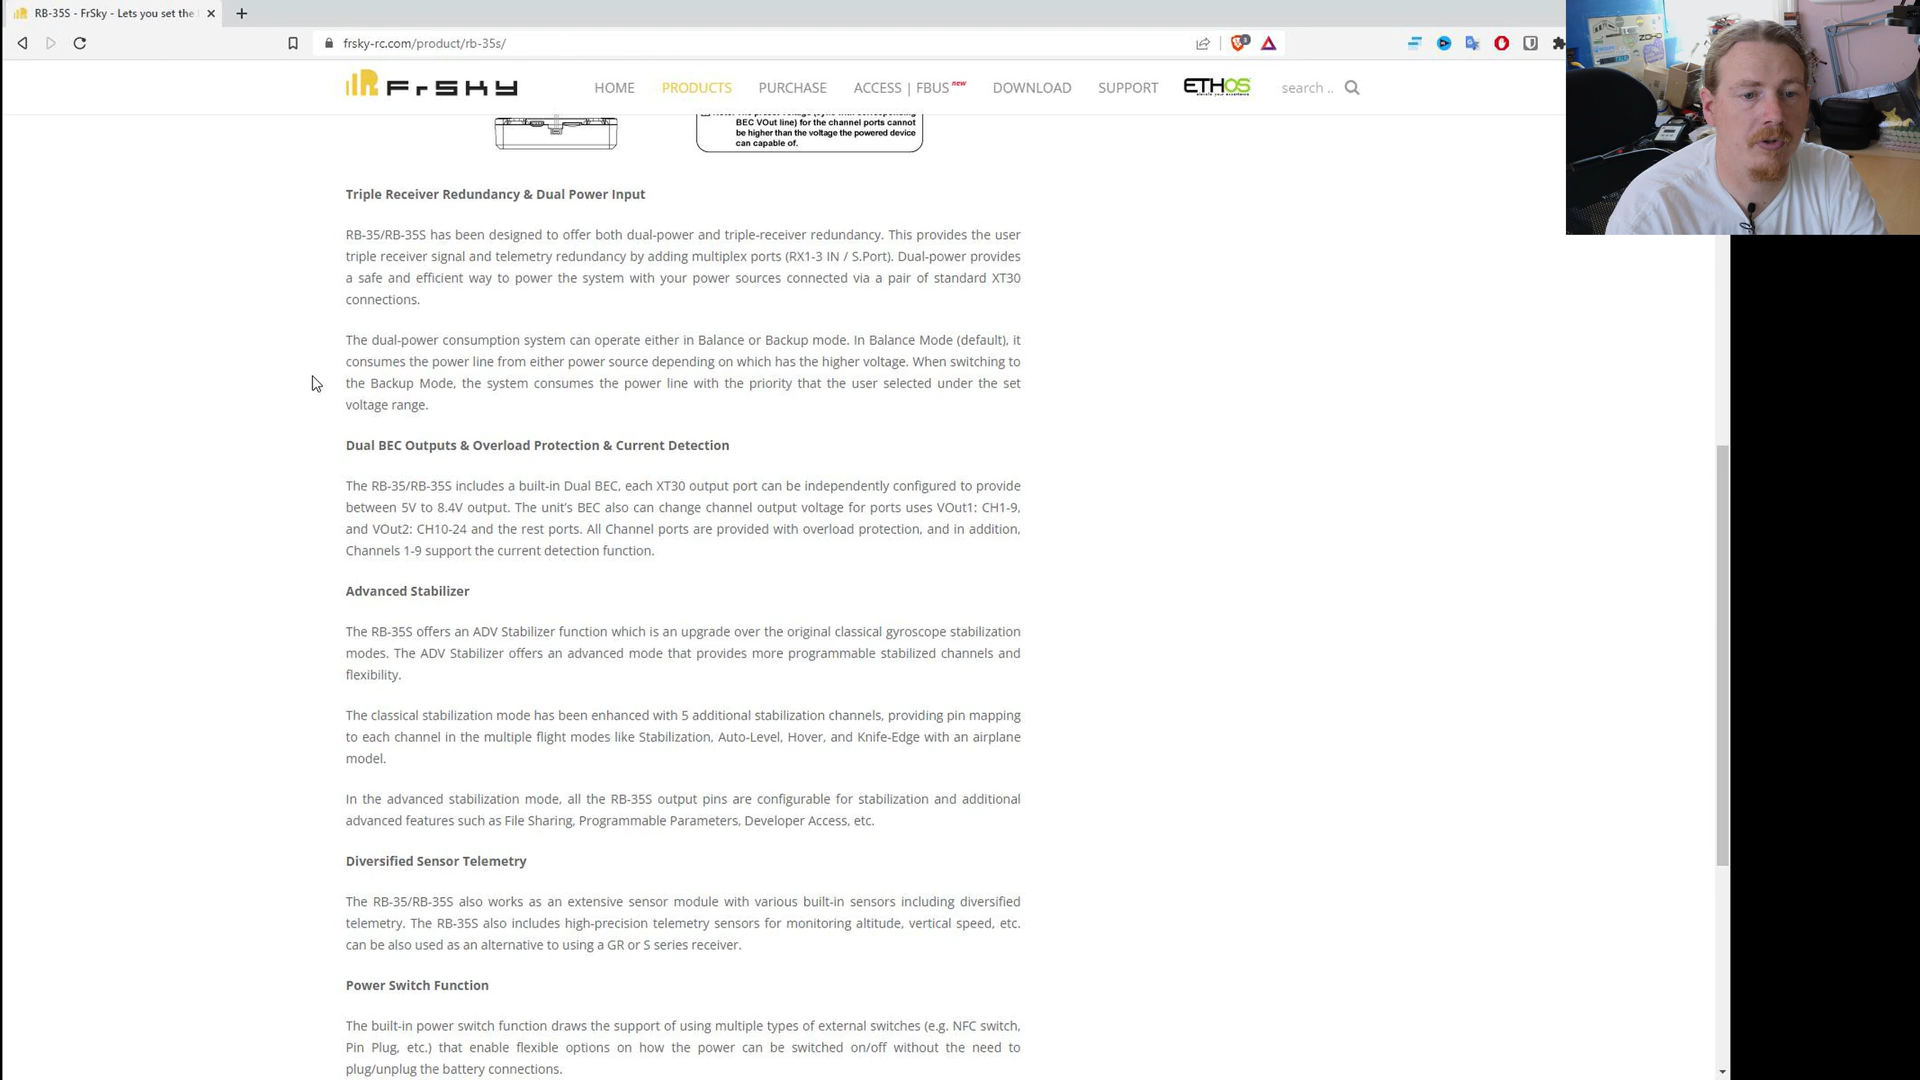 RB-35S - FrSky - Lets you set the
frsky-rc.com/product/rb-35s/
FrSky HOME PRODUCTS PURCHASE ACCESS | FBUS new DOWNLOAD SUPPORT ETHOS search ..
BEC VOut line) for the channel ports cannot
be higher than the voltage the powered device
can capable of.
Triple Receiver Redundancy & Dual Power Input
RB-35/RB-35S has been designed to offer both dual-power and triple-receiver redundancy. This provides the user
triple receiver signal and telemetry redundancy by adding multiplex ports (RX1-3 IN / S.Port). Dual-power provides
a safe and efficient way to power the system with your power sources connected via a pair of standard XT30
connections.
The dual-power consumption system can operate either in Balance or Backup mode. In Balance Mode (default), it
consumes the power line from either power source depending on which has the higher voltage. When switching to
the Backup Mode, the system consumes the power line with the priority that the user selected under the set
voltage range.
Dual BEC Outputs & Overload Protection & Current Detection
The RB-35/RB-35S includes a built-in Dual BEC, each XT30 output port can be independently configured to provide
between 5V to 8.4V output. The unit's BEC also can change channel output voltage for ports uses VOut1: CH1-9,
and VOut2: CH10-24 and the rest ports. All Channel ports are provided with overload protection, and in addition,
Channels 1-9 support the current detection function.
Advanced Stabilizer
The RB-35S offers an ADV Stabilizer function which is an upgrade over the original classical gyroscope stabilization
modes. The ADV Stabilizer offers an advanced mode that provides more programmable stabilized channels and
flexibility.
The classical stabilization mode has been enhanced with 5 additional stabilization channels, providing pin mapping
to each channel in the multiple flight modes like Stabilization, Auto-Level, Hover, and Knife-Edge with an airplane
model.
In the advanced stabilization mode, all the RB-35S output pins are configurable for stabilization and additional
advanced features such as File Sharing, Programmable Parameters, Developer Access, etc.
Diversified Sensor Telemetry
The RB-35/RB-35S also works as an extensive sensor module with various built-in sensors including diversified
telemetry. The RB-35S also includes high-precision telemetry sensors for monitoring altitude, vertical speed, etc.
can be also used as an alternative to using a GR or S series receiver.
Power Switch Function
The built-in power switch function draws the support of using multiple types of external switches (e.g. NFC switch,
Pin Plug, etc.) that enable flexible options on how the power can be switched on/off without the need to
plug/unplug the battery connections.